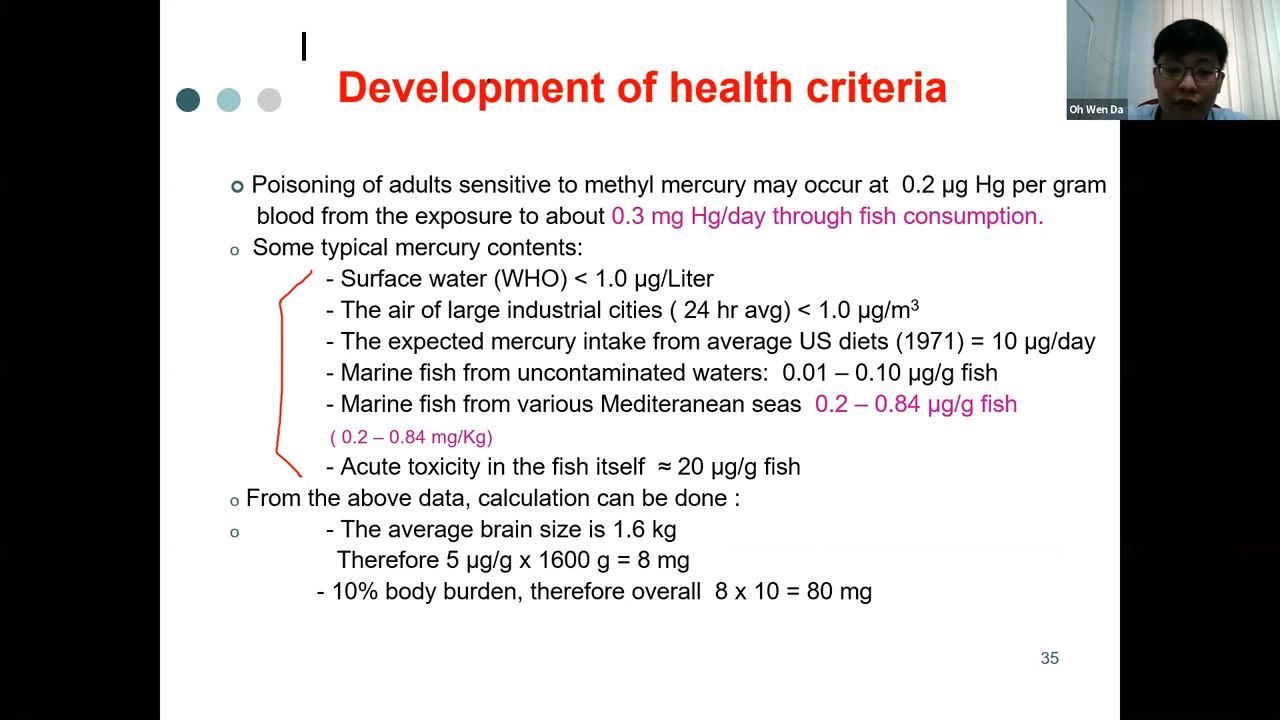 Development of health criteria
Oh Wen Da
Poisoning of adults sensitive to methyl mercury may occur at 0.2 µg Hg per gram
blood from the exposure to about 0.3 mg Hg/day through fish consumption.
Some typical mercury contents:
- Surface water (WHO) < 1.0 µg/Liter
- The air of large industrial cities ( 24 hr avg) < 1.0 µg/m³
- The expected mercury intake from average US diets (1971) = 10 µg/day
- Marine fish from uncontaminated waters: 0.01 – 0.10 µg/g fish
- Marine fish from various Mediteranean seas 0.2 – 0.84 µg/g fish
( 0.2 – 0.84 mg/Kg)
- Acute toxicity in the fish itself ≈ 20 µg/g fish
From the above data, calculation can be done :
- The average brain size is 1.6 kg
Therefore 5 µg/g x 1600 g = 8 mg
- 10% body burden, therefore overall 8 x 10 = 80 mg
35